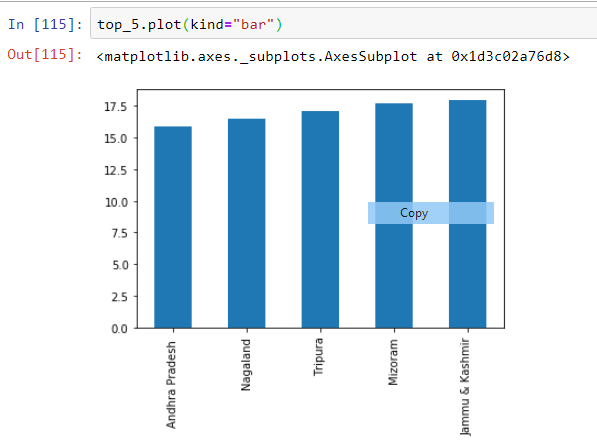 In [115]: top_5.plot(kind="bar")
Out[115]: <matplotlib.axes._subplots.AxesSubplot at 0x1d3c02a76d8>
17.5
15.0
12.5
10.0
Copy
7.5
5.0
2.5
0.0
Andhra Pradesh
Nagaland
Tripura
Mizoram
Jammu & Kashmir